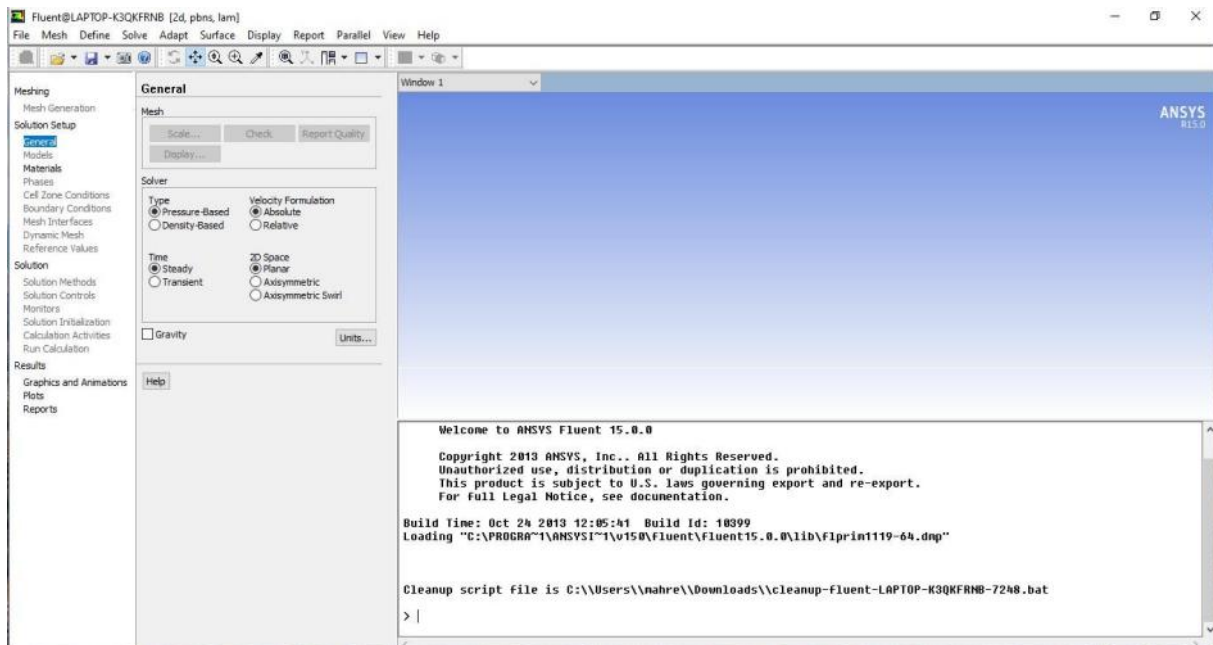 Fluent@LAPTOP-K3QKFRNB [2d, pbns, lam]
File Mesh Define Solve Adapt Surface Display Report Parallel View Help
Meshing
Mesh Generation
Solution Setup
General
Models
Materials
Phases
Cell Zone Conditions
Boundary Conditions
Mesh Interfaces
Dynamic Mesh
Reference Values
Solution
Solution Methods
Solution Controls
Monitors
Solution Initialization
Calculation Activities
Run Calculation
Results
Graphics and Animations
Plots
Reports
General
Mesh
Scale... Check Report Quality
Display...
Solver
Type Velocity Formulation
Pressure-Based Absolute
Density-Based Relative
Time 2D Space
Steady Planar
Transient Axisymmetric
Axisymmetric Swirl
Gravity Units...
Help
Window 1
ANSYS
R15.0
Welcome to ANSYS Fluent 15.0.0
Copyright 2013 ANSYS, Inc.. All Rights Reserved.
Unauthorized use, distribution or duplication is prohibited.
This product is subject to U.S. laws governing export and re-export.
For full Legal Notice, see documentation.
Build Time: Oct 24 2013 12:05:41 Build Id: 10399
Loading "C:\PROGRA~1\ANSYSI~1\v150\fluent\fluent15.0.0\lib\flprim1119-64.dmp"
Cleanup script file is C:\\Users\\mahre\\Downloads\\cleanup-fluent-LAPTOP-K3QKFRNB-7248.bat
>